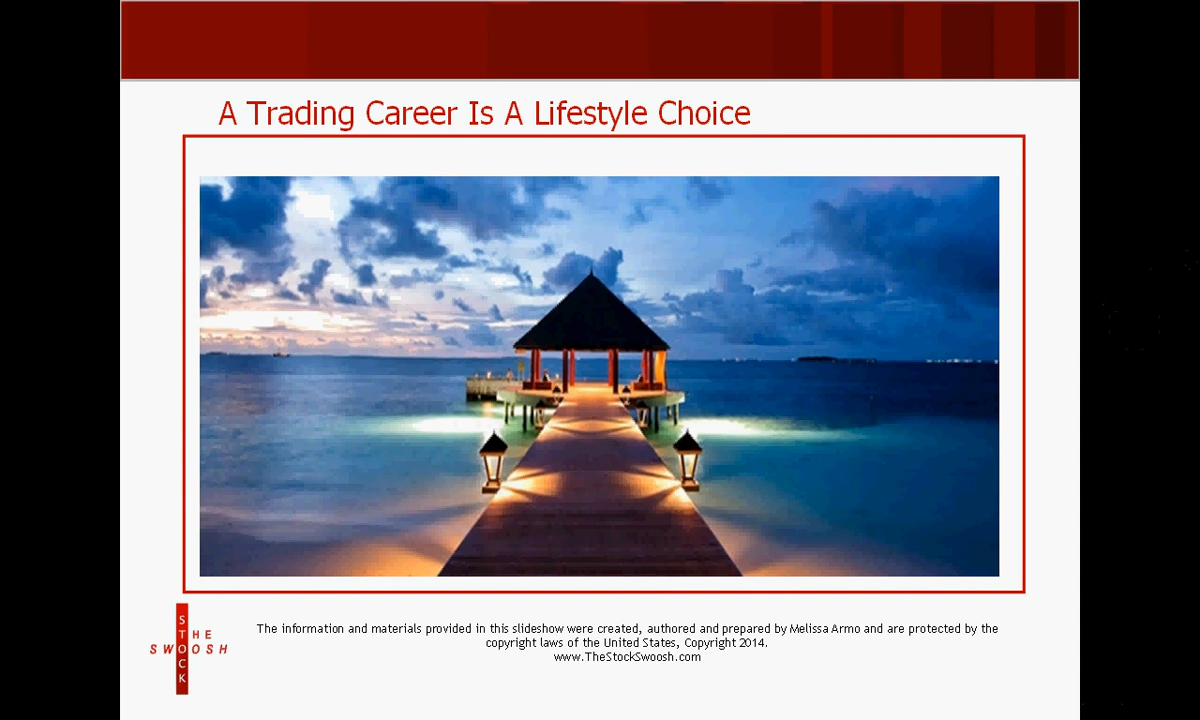 A Trading Career Is A Lifestyle Choice
THE
STOCK
SWOOSH
The information and materials provided in this slideshow were created, authored and prepared by Melissa Armo and are protected by the
copyright laws of the United States, Copyright 2014.
www.TheStockSwoosh.com